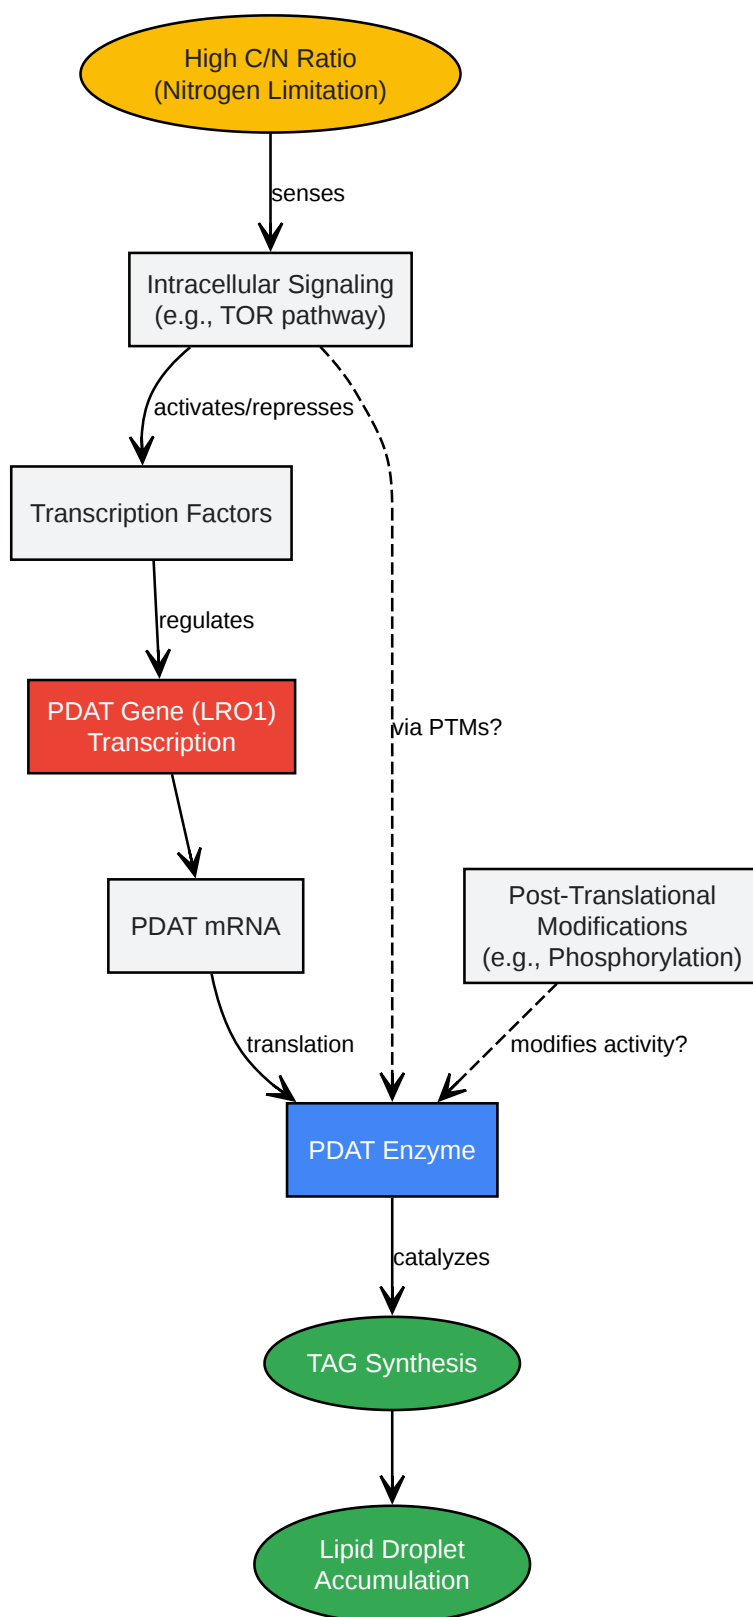 High C/N Ratio
(Nitrogen Limitation)
senses
Intracellular Signaling
(e.g., TOR pathway)
activates/represses
Transcription Factors
regulates
PDAT Gene (LRO1)
Transcription
via PTMs?
PDAT mRNA
Post-Translational
Modifications
(e.g., Phosphorylation)
translation
modifies activity?
PDAT Enzyme
catalyzes
TAG Synthesis
Lipid Droplet
Accumulation